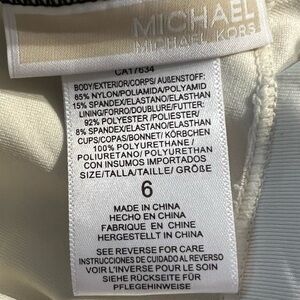 MICHAEL
MICHAEL KORS
CA17634
BODY/EXTERIOR/CORPS/ AUßENSTOFF:
85% NYLON/POLIAMIDA/POLYAMID
15% SPANDEX/ELASTANO/ELASTHAN
LINING/FORRO/DOUBLURE/FUTTER:
92% POLYESTER /POLIESTER/
8% SPANDEX/ELASTANO/ELASTHAN
CUPS/COPAS/BONNET/ KÖRBCHEN
100% POLYURETHANE/
POLIURETANO/ POLYURETHAN
CON INSUMOS IMPORTADOS
SIZE/TALLA/TAILLE/ GRÖßE
6
MADE IN CHINA
HECHO EN CHINA
FABRIQUE EN CHINE
HERGESTELLT IN CHINA
SEE REVERSE FOR CARE
INSTRUCCIONES DE CUIDADO AL REVERSO
VOIR L'INVERSE POUR LE SOIN
SIEHE RÜCKSEITE FÜR
PFLEGEHINWEISE